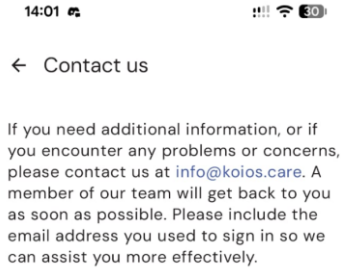 14:01
30
← Contact us
If you need additional information, or if
you encounter any problems or concerns,
please contact us at info@koios.care. A
member of our team will get back to you
as soon as possible. Please include the
email address you used to sign in so we
can assist you more effectively.